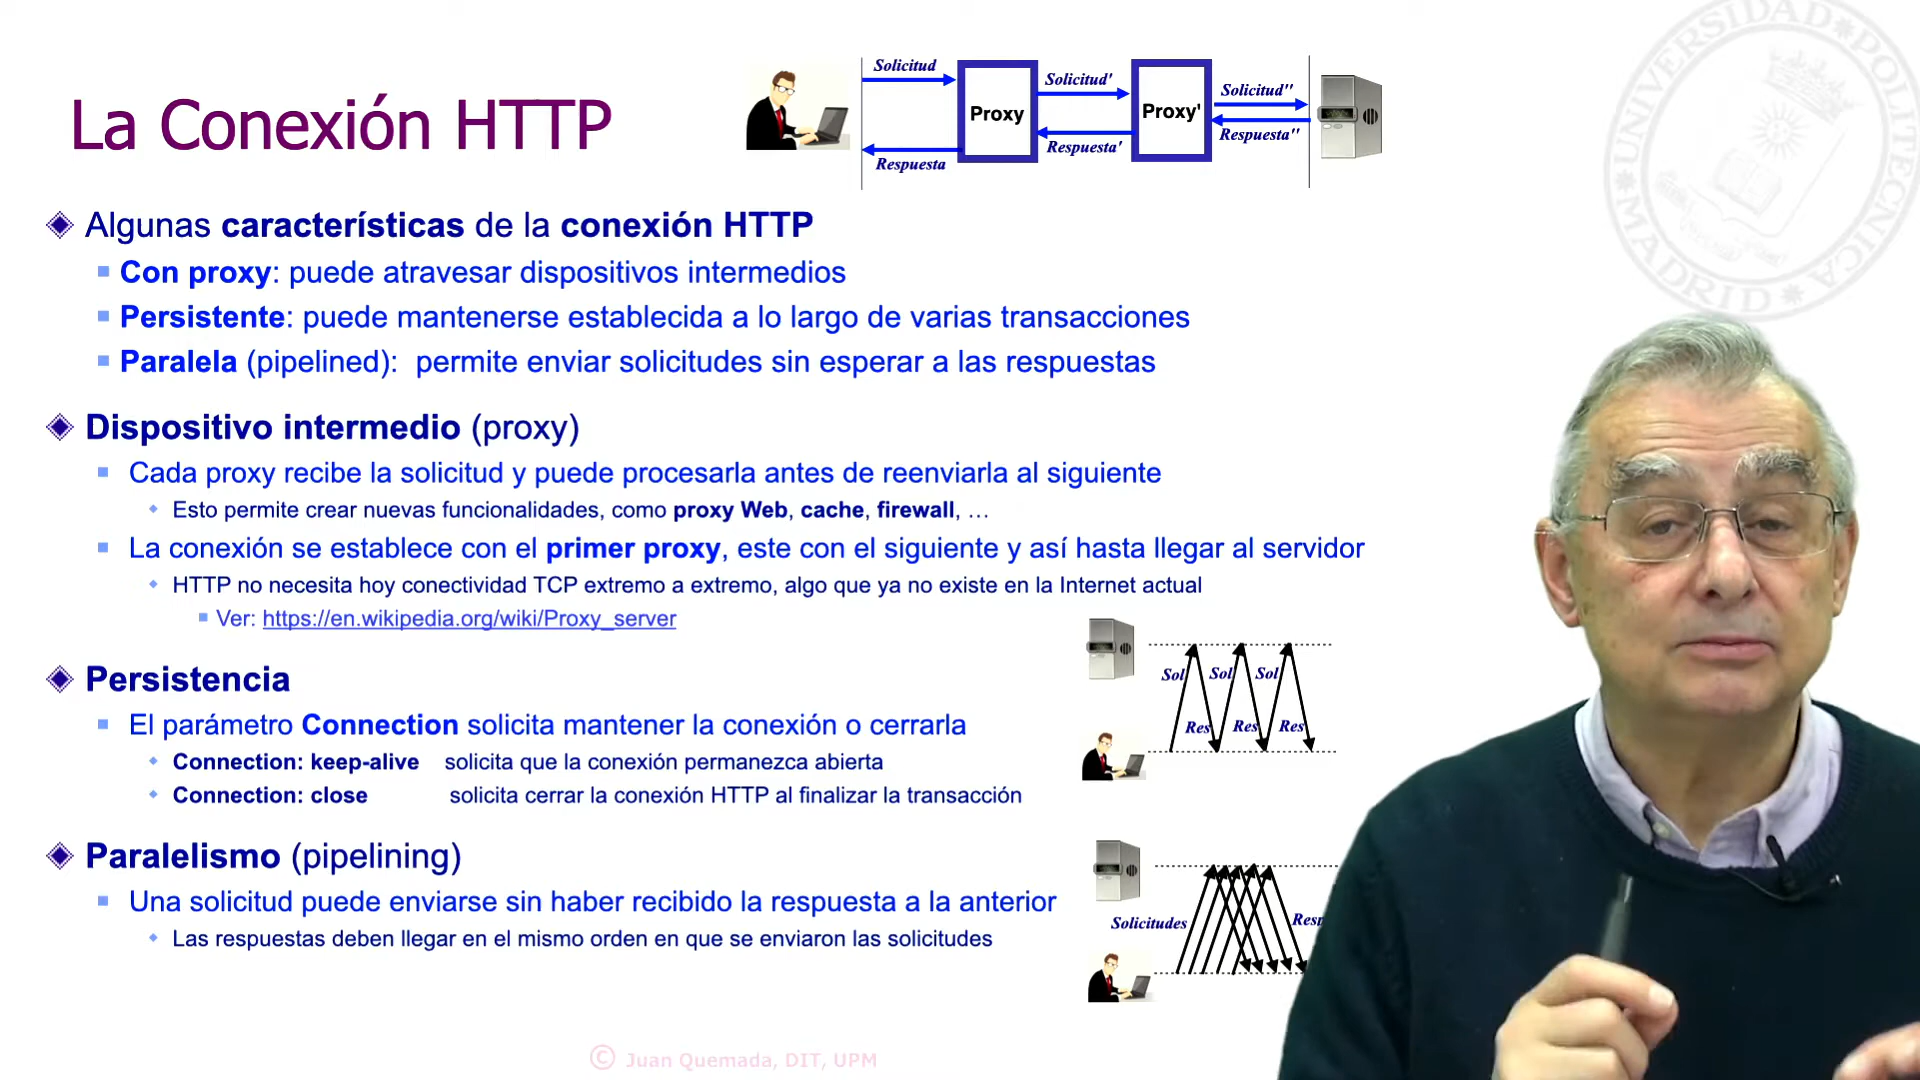 La Conexión HTTP
Solicitud
Respuesta
Proxy
Solicitud'
Respuesta'
Proxy'
Solicitud''
Respuesta''
UNIVERSIDAD POLITECNICA
MADRID
Algunas características de la conexión HTTP
Con proxy: puede atravesar dispositivos intermedios
Persistente: puede mantenerse establecida a lo largo de varias transacciones
Paralela (pipelined): permite enviar solicitudes sin esperar a las respuestas
Dispositivo intermedio (proxy)
Cada proxy recibe la solicitud y puede procesarla antes de reenviarla al siguiente
Esto permite crear nuevas funcionalidades, como proxy Web, cache, firewall, …
La conexión se establece con el primer proxy, este con el siguiente y así hasta llegar al servidor
HTTP no necesita hoy conectividad TCP extremo a extremo, algo que ya no existe en la Internet actual
Ver: https://en.wikipedia.org/wiki/Proxy_server
Persistencia
El parámetro Connection solicita mantener la conexión o cerrarla
Connection: keep-alive solicita que la conexión permanezca abierta
Connection: close solicita cerrar la conexión HTTP al finalizar la transacción
Sol Sol Sol
Res Res Res
Paralelismo (pipelining)
Una solicitud puede enviarse sin haber recibido la respuesta a la anterior
Las respuestas deben llegar en el mismo orden en que se enviaron las solicitudes
Solicitudes
© Juan Quemada, DIT, UPM